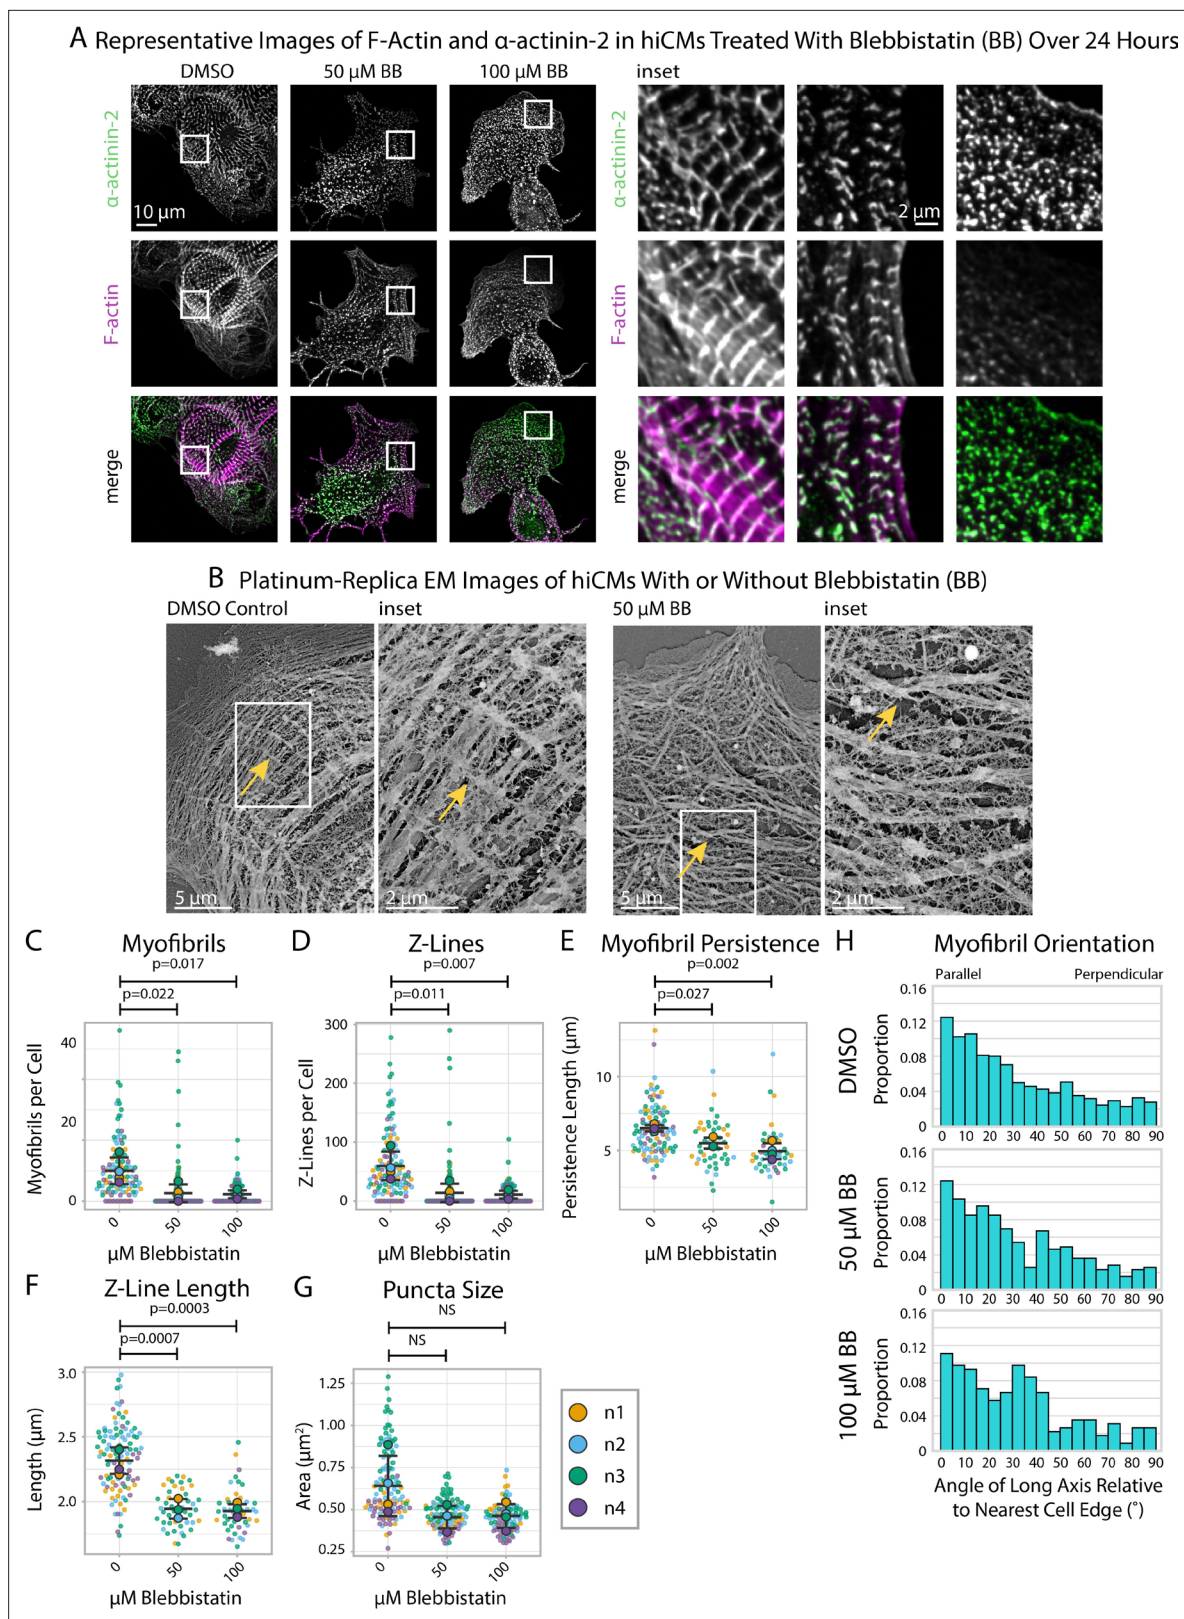 A Representative Images of F-Actin and α-actinin-2 in hiCMs Treated With Blebbistatin (BB) Over 24 Hours
DMSO
50 µM BB
100 µM BB
inset
α-actinin-2
10 µm
α-actinin-2
2 µm
F-actin
F-actin
merge
merge
B Platinum-Replica EM Images of hiCMs With or Without Blebbistatin (BB)
DMSO Control
inset
50 µM BB
inset
5 µm
2 µm
5 µm
2 µm
C Myofibrils
p=0.017
p=0.022
Myofibrils per Cell
40
20
0
0
50
100
µM Blebbistatin
D Z-Lines
p=0.007
p=0.011
Z-Lines per Cell
300
200
100
0
0
50
100
µM Blebbistatin
E Myofibril Persistence
p=0.002
p=0.027
Persistence Length (µm)
10
5
0
50
100
µM Blebbistatin
H Myofibril Orientation
Parallel
Perpendicular
DMSO
Proportion
0.16
0.12
0.08
0.04
0
0 10 20 30 40 50 60 70 80 90
50 µM BB
Proportion
0.16
0.12
0.08
0.04
0
0 10 20 30 40 50 60 70 80 90
100 µM BB
Proportion
0.16
0.12
0.08
0.04
0
0 10 20 30 40 50 60 70 80 90
Angle of Long Axis Relative
to Nearest Cell Edge (°)
F Z-Line Length
p=0.0003
p=0.0007
Length (µm)
3.0
2.5
2.0
0
50
100
µM Blebbistatin
G Puncta Size
NS
NS
Area (µm²)
1.25
1.00
0.75
0.50
0.25
0
50
100
µM Blebbistatin
n1
n2
n3
n4